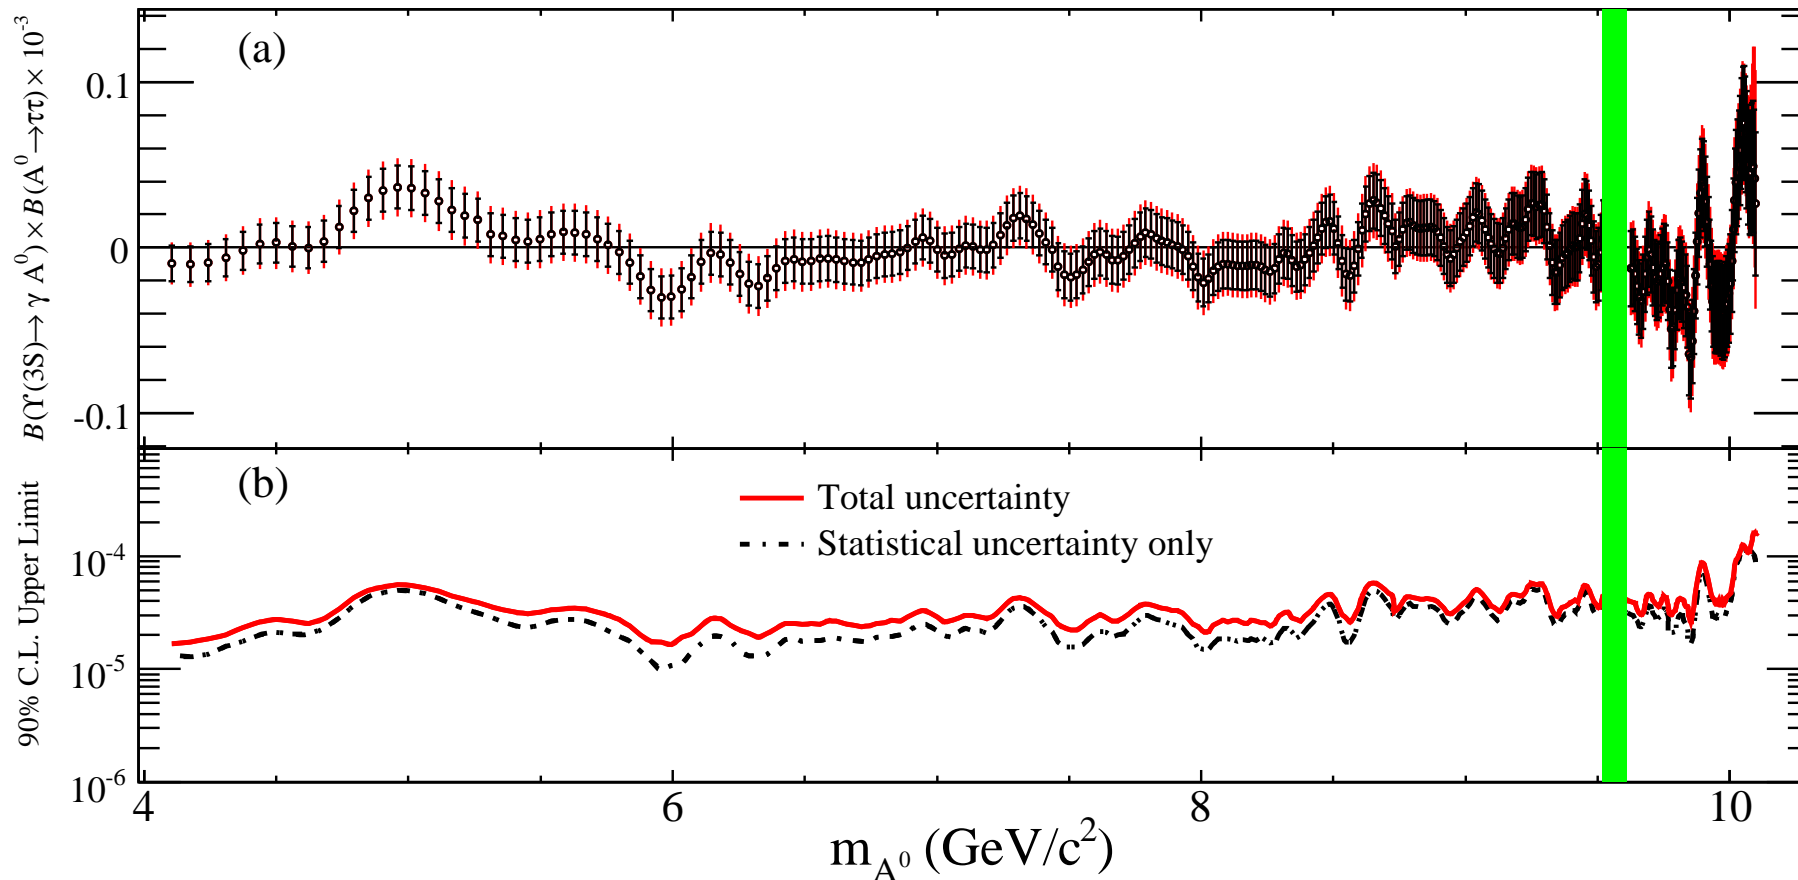 B(ϒ(3S)→ γ A⁰) × B(A⁰→ττ) × 10⁻³
(a)
0.1
0
-0.1
90% C.L. Upper Limit
(b)
Total uncertainty
Statistical uncertainty only
10⁻⁴
10⁻⁵
10⁻⁶
4 6 8 10
m_A⁰ (GeV/c²)